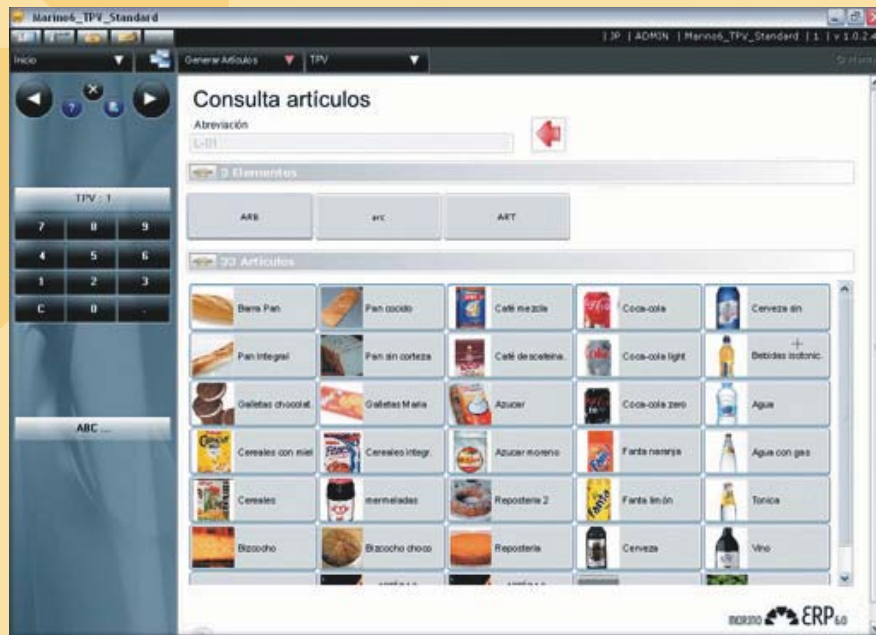 Marino6_TPV_Standard
| JP | ADMIN | Marino6_TPV_Standard | 1 | v 1.0.2.4
Inicio
Generar Artículos
TPV
Consulta artículos
Abreviación
L-01
3 Elementos
TPV : 1
ARB
arc
ART
7 8 9
4 5 6
33 Artículos
1 2 3
C 0 .
Barra Pan
Pan cocido
Café mezcla
Coca-cola
Cerveza sin
Pan Integral
Pan sin corteza
Café descafeina.
Coca-cola light
Bebidas isotonic.
Galletas chocolat.
Galletas Maria
Azucar
Coca-cola zero
Agua
ABC ...
Cereales con miel
Cereales integr.
Azucar moreno
Fanta naranja
Agua con gas
Cereales
mermeladas
Reposteria 2
Fanta limón
Tonica
Bizcocho
Bizcocho choco
Reposteria
Cerveza
Vino
MARINO ERP 6.0